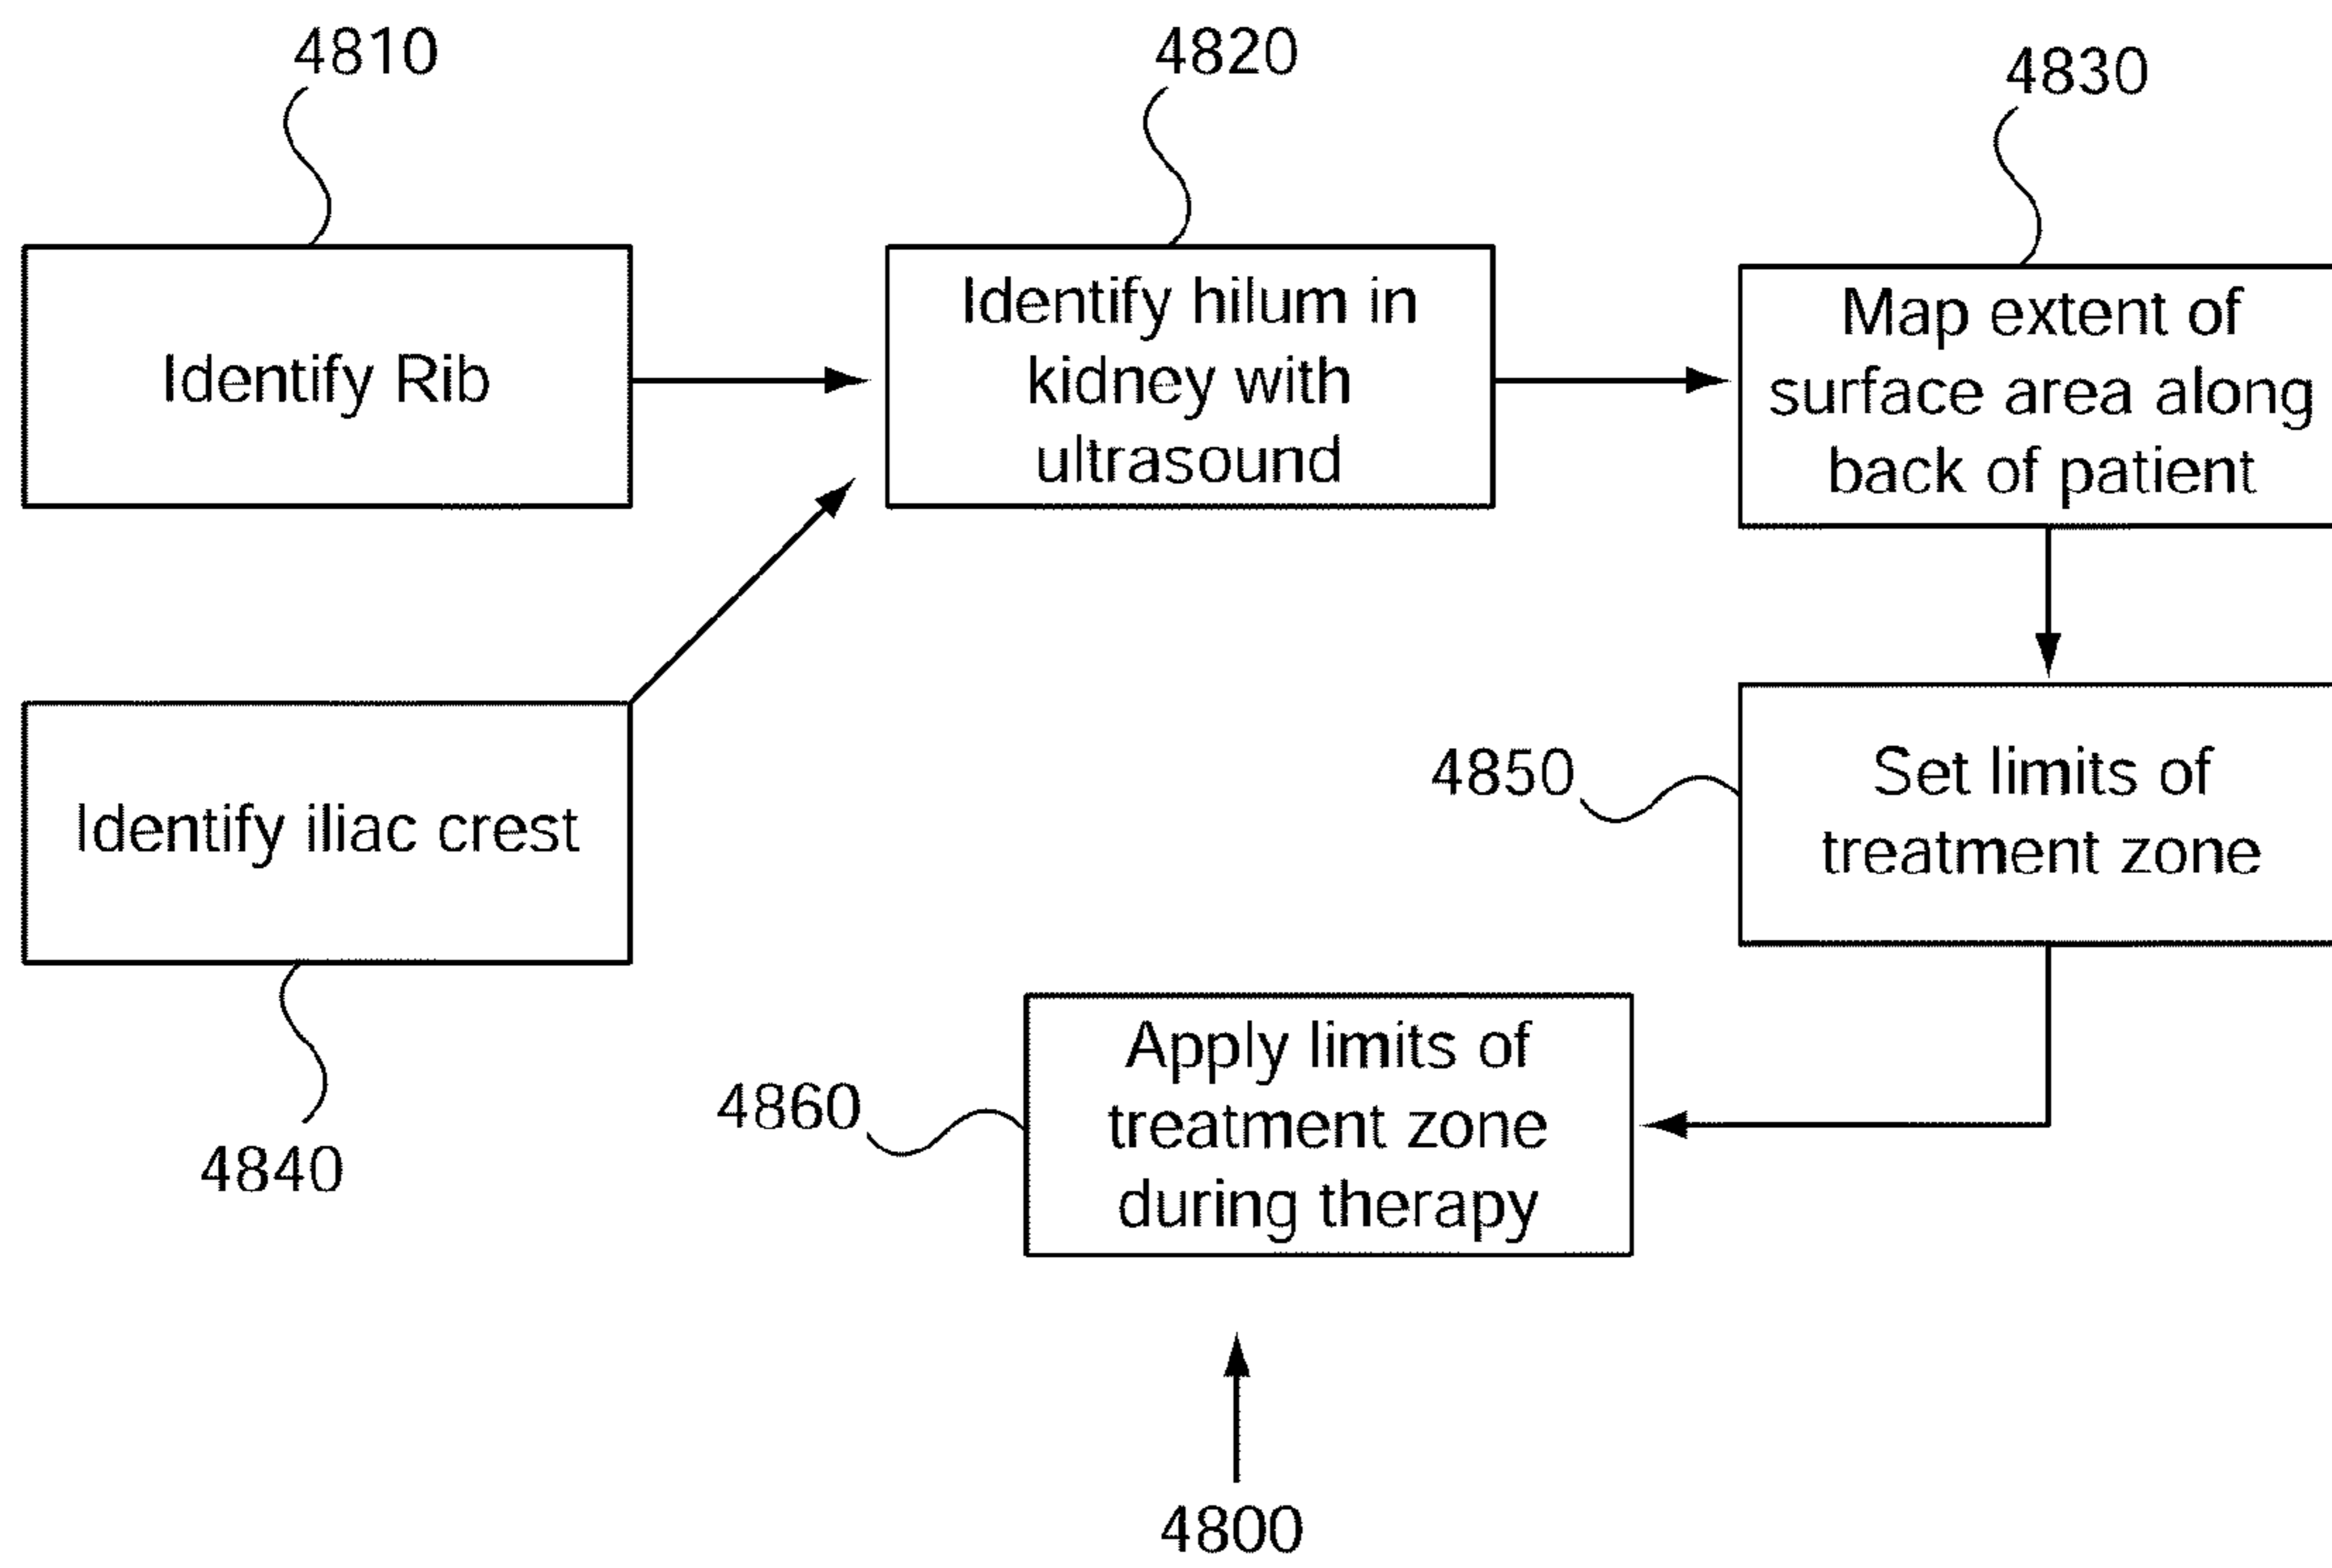 4810
4820
4830
Identify Rib
Identify hilum in
kidney with
ultrasound
Map extent of
surface area along
back of patient
Identify iliac crest
4840
4850
Set limits of
treatment zone
4860
Apply limits of
treatment zone
during therapy
4800